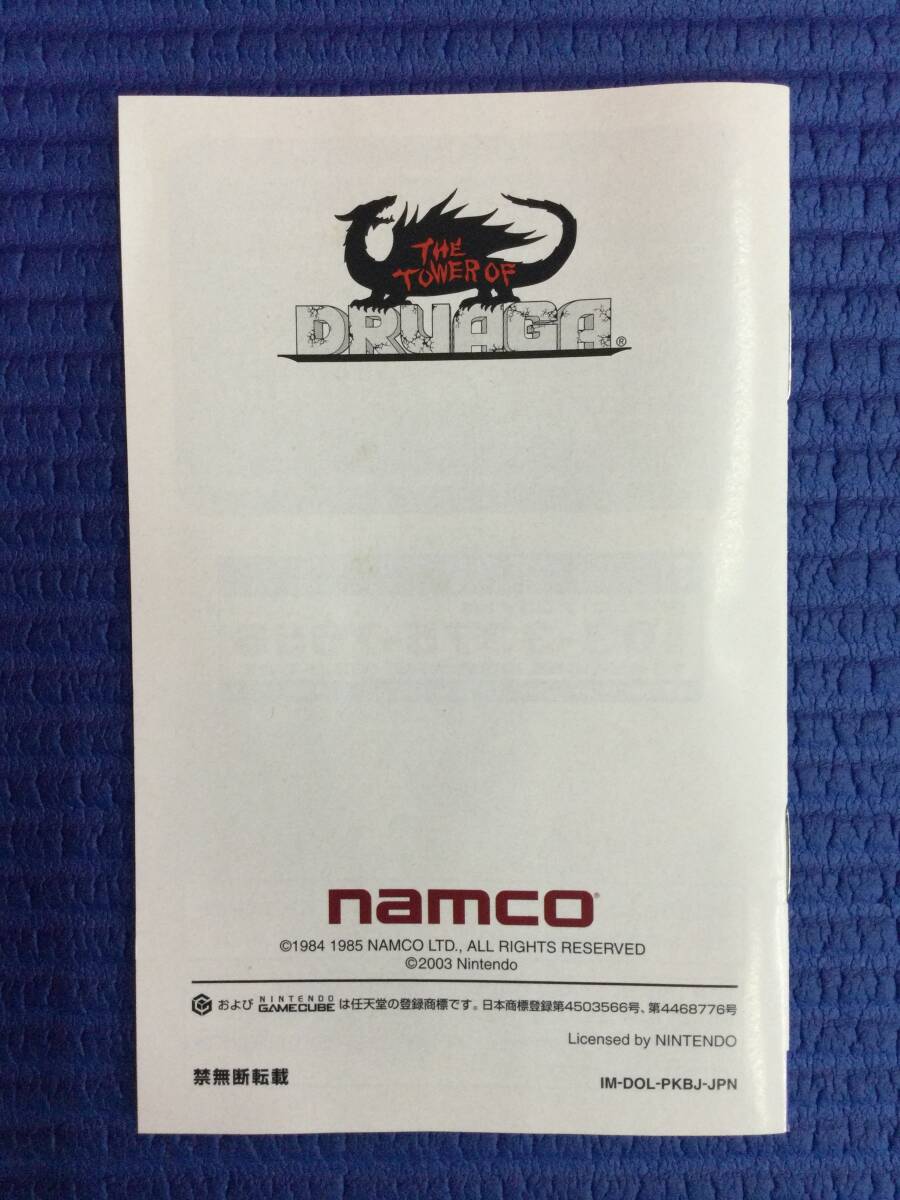 THE
TOWER OF
DRUAGA®
namco®
©1984 1985 NAMCO LTD., ALL RIGHTS RESERVED
©2003 Nintendo
および NINTENDO GAMECUBE は任天堂の登録商標です。日本商標登録第4503566号、第4468776号
Licensed by NINTENDO
禁無断転載
IM-DOL-PKBJ-JPN